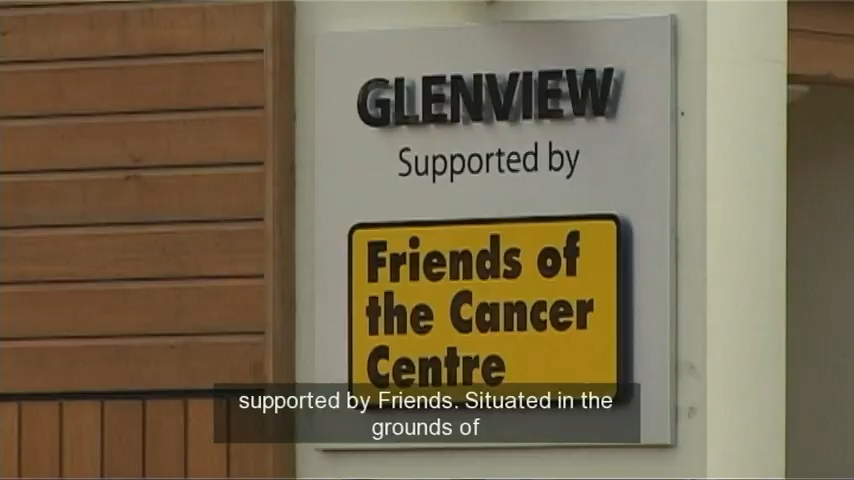 GLENVIEW
Supported by
Friends of
the Cancer
Centre
supported by Friends. Situated in the
grounds of